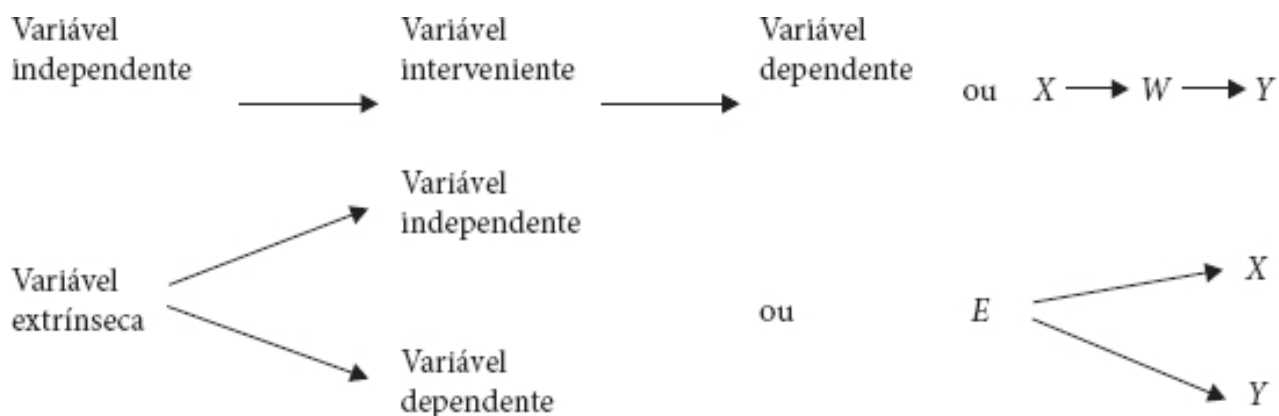 Variável
independente
Variável
interveniente
Variável
dependente
ou X W Y
Variável
independente
Variável
extrínseca
Variável
dependente
ou E X
Y